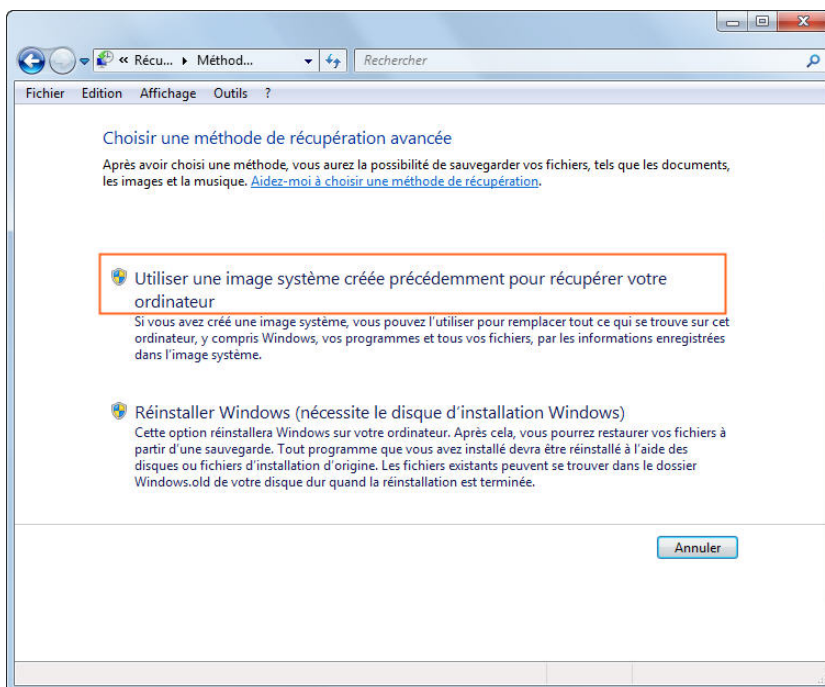 « Récu... ▸ Méthod... Rechercher
Fichier Edition Affichage Outils ?
Choisir une méthode de récupération avancée
Après avoir choisi une méthode, vous aurez la possibilité de sauvegarder vos fichiers, tels que les documents,
les images et la musique. Aidez-moi à choisir une méthode de récupération.
Utiliser une image système créée précédemment pour récupérer votre
ordinateur
Si vous avez créé une image système, vous pouvez l'utiliser pour remplacer tout ce qui se trouve sur cet
ordinateur, y compris Windows, vos programmes et tous vos fichiers, par les informations enregistrées
dans l'image système.
Réinstaller Windows (nécessite le disque d'installation Windows)
Cette option réinstallera Windows sur votre ordinateur. Après cela, vous pourrez restaurer vos fichiers à
partir d'une sauvegarde. Tout programme que vous avez installé devra être réinstallé à l'aide des
disques ou fichiers d'installation d'origine. Les fichiers existants peuvent se trouver dans le dossier
Windows.old de votre disque dur quand la réinstallation est terminée.
Annuler